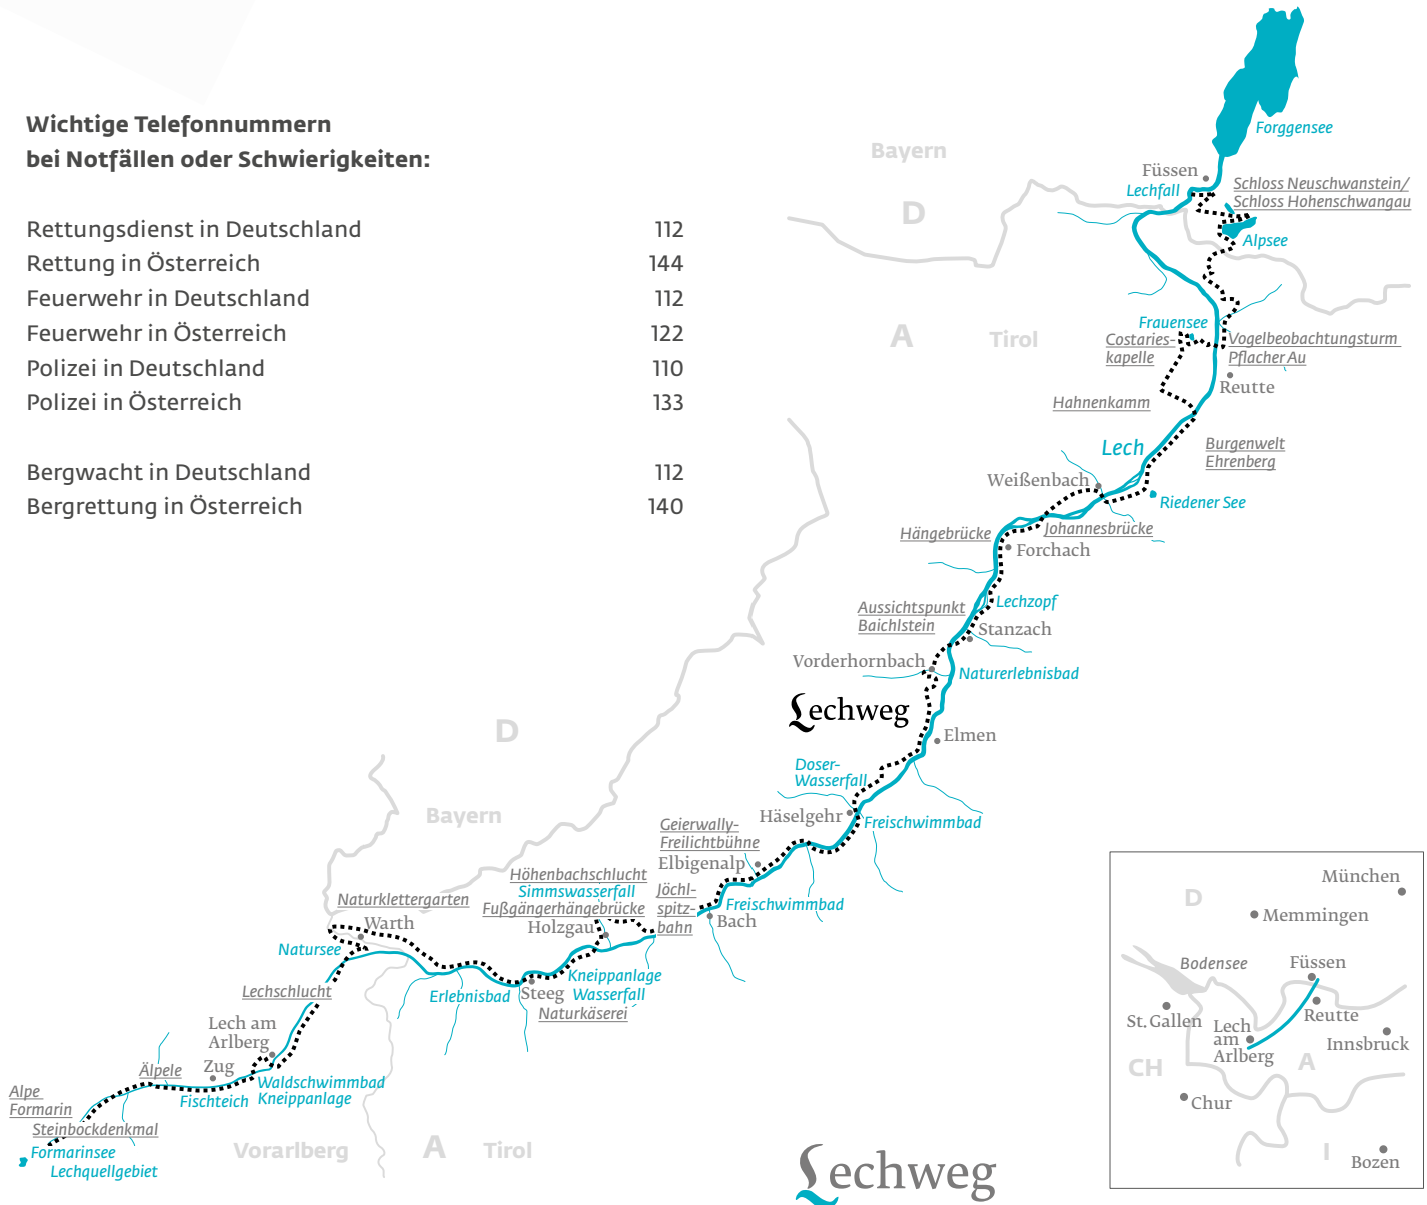 Wichtige Telefonnummern
bei Notfällen oder Schwierigkeiten:
Rettungsdienst in Deutschland 112
Rettung in Österreich 144
Feuerwehr in Deutschland 112
Feuerwehr in Österreich 122
Polizei in Deutschland 110
Polizei in Österreich 133
Bergwacht in Deutschland 112
Bergrettung in Österreich 140
Forggensee
Bayern
D
Füssen
Lechfall
Schloss Neuschwanstein/
Schloss Hohenschwangau
Alpsee
A
Tirol
Frauensee
Costaries-
kapelle
Vogelbeobachtungsturm
Pflacher Au
Reutte
Hahnenkamm
Lech
Burgenwelt
Ehrenberg
Weißenbach
Riedener See
Hängebrücke
Johannesbrücke
Forchach
Lechzopf
Aussichtspunkt
Baichlstein
Stanzach
Vorderhornbach
Naturerlebnisbad
Lechweg
Elmen
D
Bayern
Doser-
Wasserfall
Häselgehr
Freischwimmbad
Geierwally-
Freilichtbühne
Elbigenalp
Höhenbachschlucht
Simmswasserfall
Fußgängerhängebrücke
Holzgau
Jöchl-
spitz-
bahn
Freischwimmbad
Bach
Naturklettergarten
Warth
Natursee
Kneippanlage
Wasserfall
Erlebnisbad
Steeg
Naturkäserei
Lechschlucht
Lech am
Arlberg
Zug
Älpele
Waldschwimmbad
Kneippanlage
Fischteich
Alpe
Formarin
Steinbockdenkmal
Formarinsee
Lechquellgebiet
Vorarlberg
A
Tirol
Lechweg
München
D
Memmingen
Bodensee
Füssen
St. Gallen
Reutte
Lech
am
Arlberg
Innsbruck
CH
A
Chur
I
Bozen